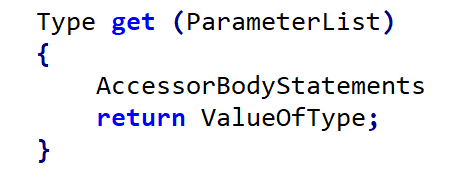 Type get (ParameterList)
{
    AccessorBodyStatements
    return ValueOfType;
}